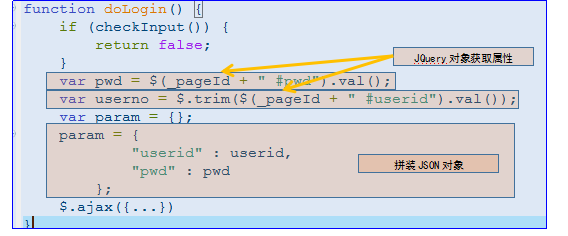 function doLogin() {
if (checkInput()) {
return false;
}
JQuery对象获取属性
var pwd = $(_pageId + " #pwd").val();
var userno = $.trim($(_pageId + " #userid").val());
var param = {};
param = {
"userid" : userid,
"pwd" : pwd
拼装JSON对象
};
$.ajax({...})
}